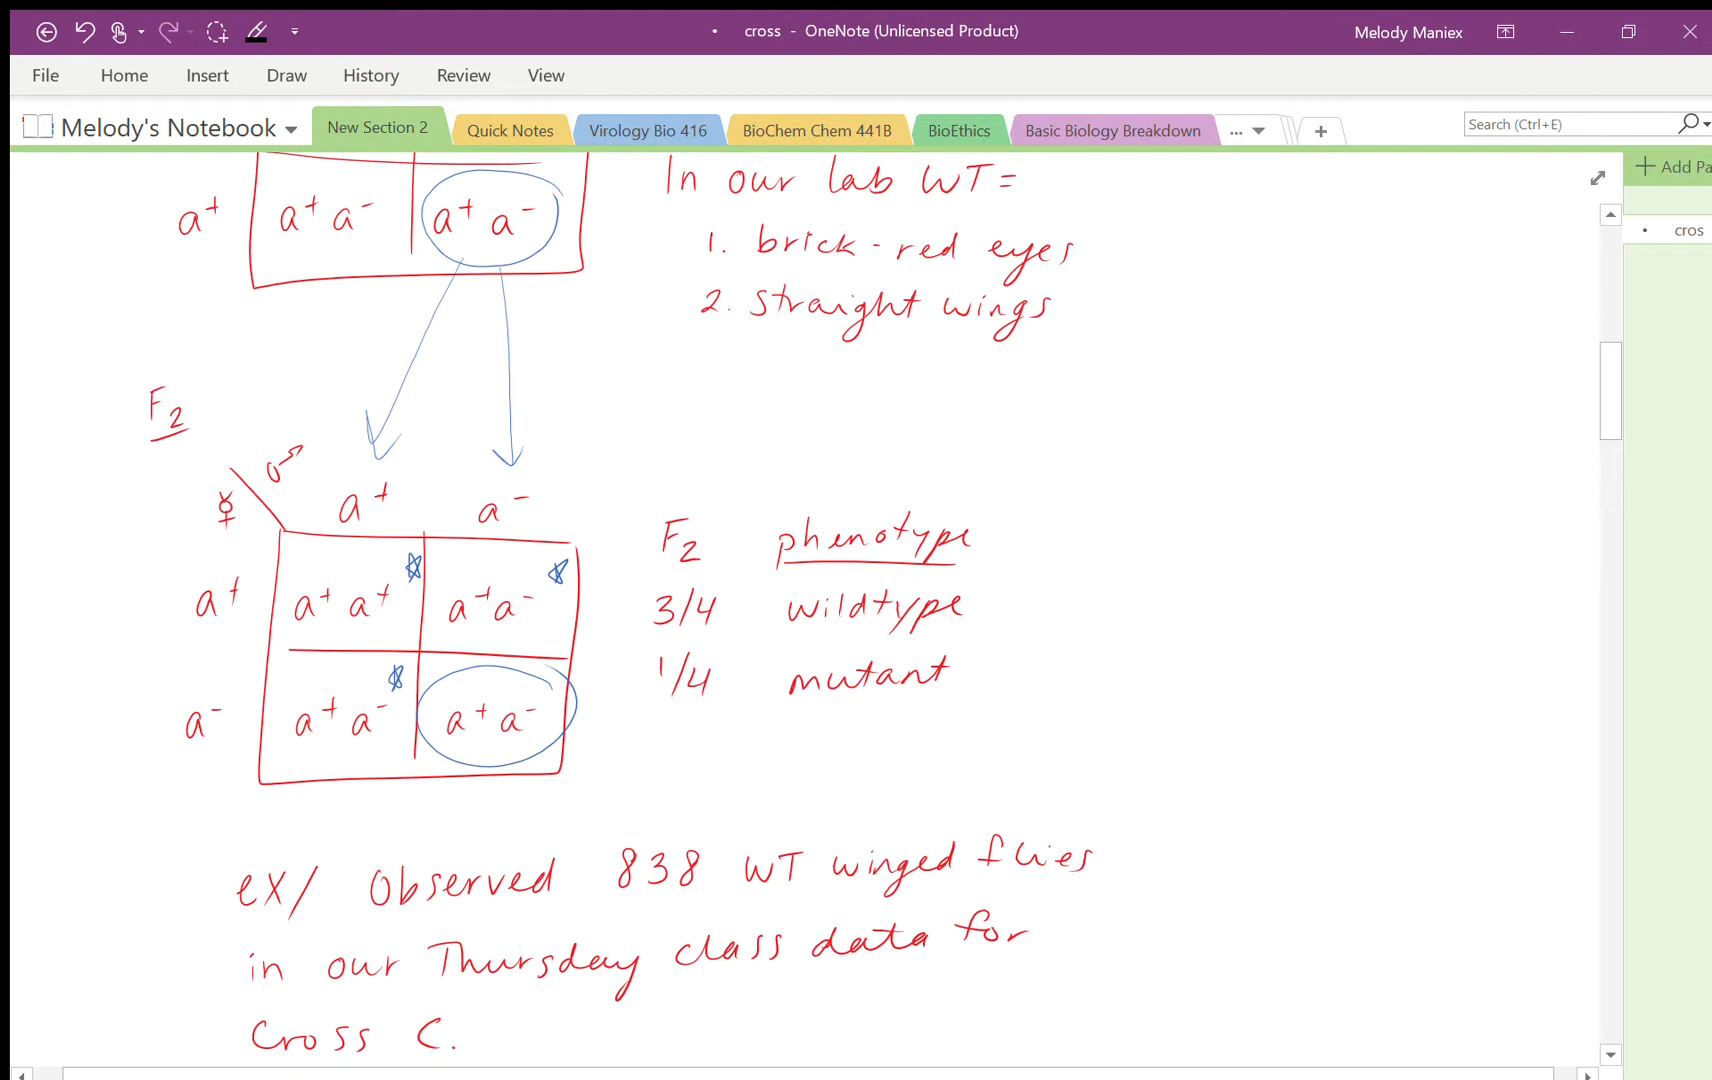 cross - OneNote (Unlicensed Product)
Melody Maniex
File Home Insert Draw History Review View
Melody's Notebook New Section 2 Quick Notes Virology Bio 416 BioChem Chem 441B BioEthics Basic Biology Breakdown ... +
Search (Ctrl+E)
+ Add Pa
cros
In our lab WT=
a+ a+ a- a+ a-
1. brick-red eyes
2. straight wings
F2
♀ ♂
a+ a-
F2 phenotype
a+ a+ a+ a+ a-
3/4 wildtype
1/4 mutant
a- a+ a- a+ a-
ex/ Observed 838 WT winged flies
in our Thursday class data for
Cross C.